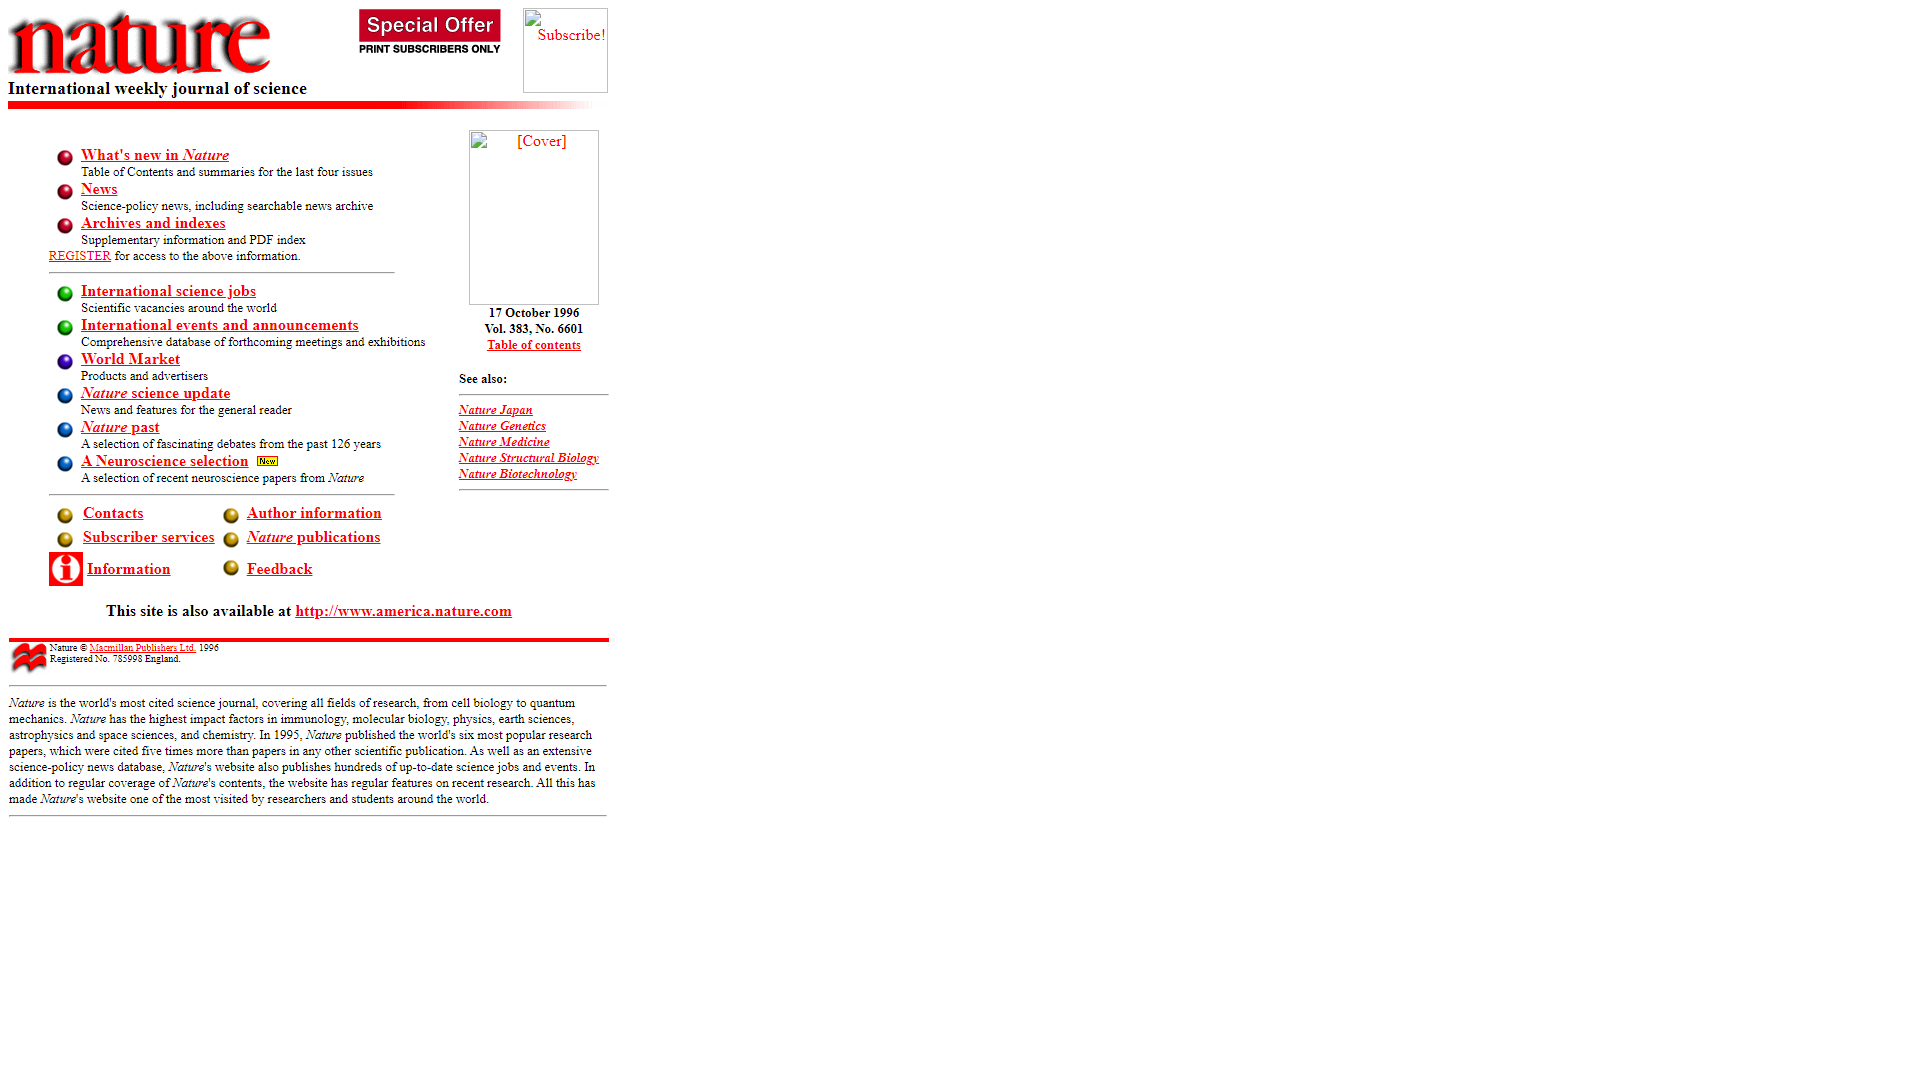 nature
Special Offer
PRINT SUBSCRIBERS ONLY
Subscribe!
International weekly journal of science
What's new in Nature
Table of Contents and summaries for the last four issues
News
Science-policy news, including searchable news archive
Archives and indexes
Supplementary information and PDF index
REGISTER for access to the above information.
International science jobs
Scientific vacancies around the world
International events and announcements
Comprehensive database of forthcoming meetings and exhibitions
World Market
Products and advertisers
Nature science update
News and features for the general reader
Nature past
A selection of fascinating debates from the past 126 years
A Neuroscience selection New
A selection of recent neuroscience papers from Nature
Contacts
Author information
Subscriber services
Nature publications
i Information
Feedback
[Cover]
17 October 1996
Vol. 383, No. 6601
Table of contents
See also:
Nature Japan
Nature Genetics
Nature Medicine
Nature Structural Biology
Nature Biotechnology
This site is also available at http://www.america.nature.com
Nature © Macmillan Publishers Ltd. 1996
Registered No. 785998 England.
Nature is the world's most cited science journal, covering all fields of research, from cell biology to quantum
mechanics. Nature has the highest impact factors in immunology, molecular biology, physics, earth sciences,
astrophysics and space sciences, and chemistry. In 1995, Nature published the world's six most popular research
papers, which were cited five times more than papers in any other scientific publication. As well as an extensive
science-policy news database, Nature's website also publishes hundreds of up-to-date science jobs and events. In
addition to regular coverage of Nature's contents, the website has regular features on recent research. All this has
made Nature's website one of the most visited by researchers and students around the world.